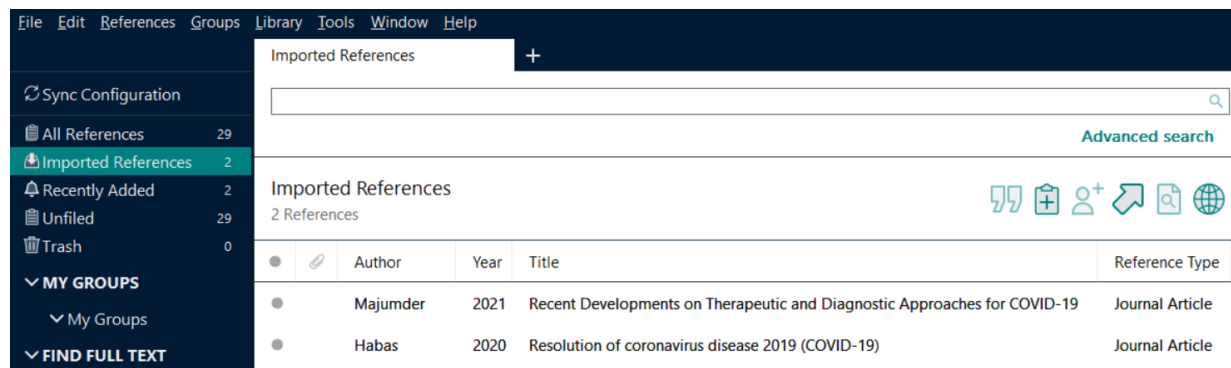 File Edit References Groups Library Tools Window Help
Imported References +
Sync Configuration
All References 29
Imported References 2
Recently Added 2
Unfiled 29
Trash 0
MY GROUPS
My Groups
FIND FULL TEXT
Advanced search
Imported References
2 References
Author Year Title Reference Type
Majumder 2021 Recent Developments on Therapeutic and Diagnostic Approaches for COVID-19 Journal Article
Habas 2020 Resolution of coronavirus disease 2019 (COVID-19) Journal Article